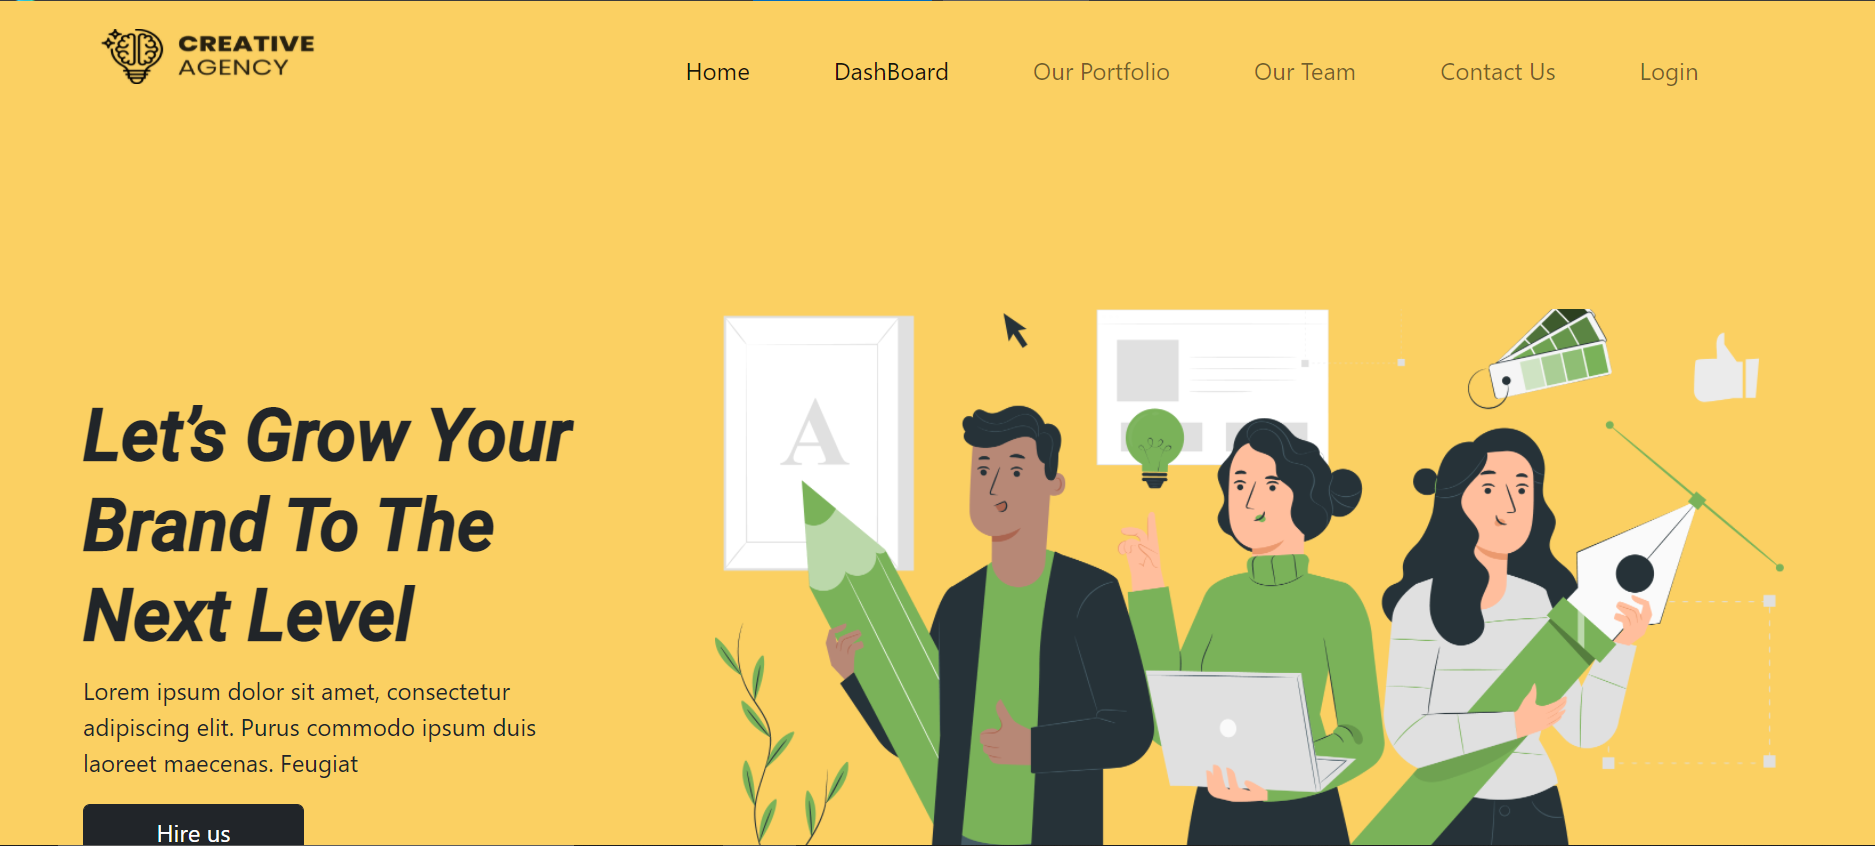 CREATIVE
AGENCY
Home DashBoard Our Portfolio Our Team Contact Us Login
A
Let’s Grow Your
Brand To The
Next Level
Lorem ipsum dolor sit amet, consectetur
adipiscing elit. Purus commodo ipsum duis
laoreet maecenas. Feugiat
Hire us